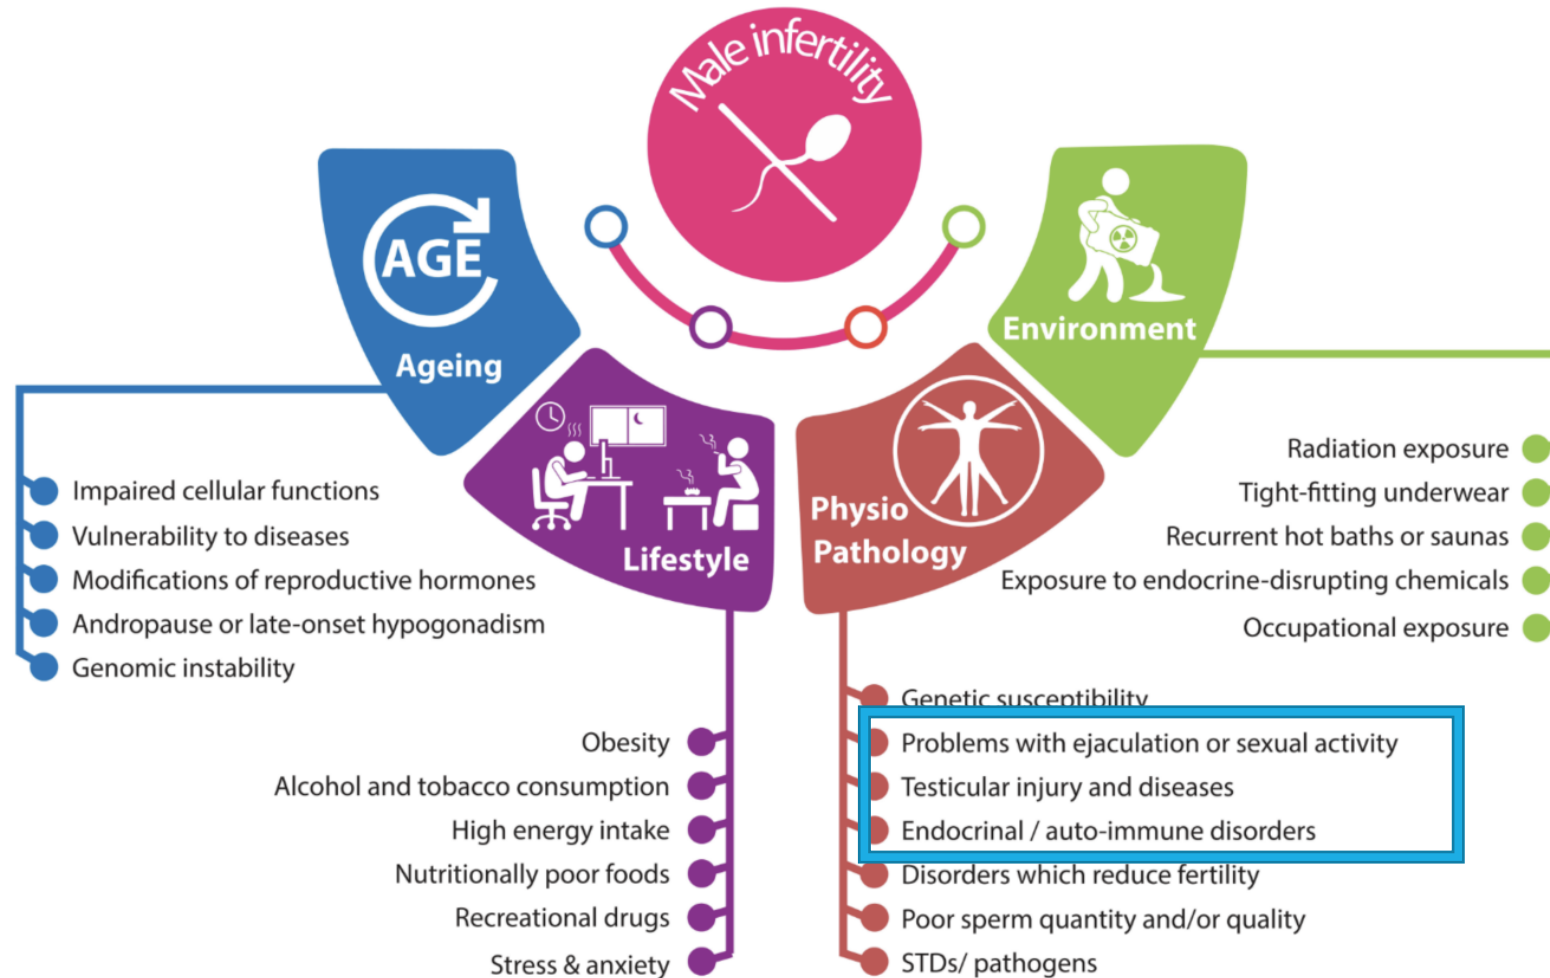 Male infertility
AGE
Ageing
Lifestyle
Physio
Pathology
Environment
Impaired cellular functions
Vulnerability to diseases
Modifications of reproductive hormones
Andropause or late-onset hypogonadism
Genomic instability
Obesity
Alcohol and tobacco consumption
High energy intake
Nutritionally poor foods
Recreational drugs
Stress & anxiety
Genetic susceptibility
Problems with ejaculation or sexual activity
Testicular injury and diseases
Endocrinal / auto-immune disorders
Disorders which reduce fertility
Poor sperm quantity and/or quality
STDs/ pathogens
Radiation exposure
Tight-fitting underwear
Recurrent hot baths or saunas
Exposure to endocrine-disrupting chemicals
Occupational exposure